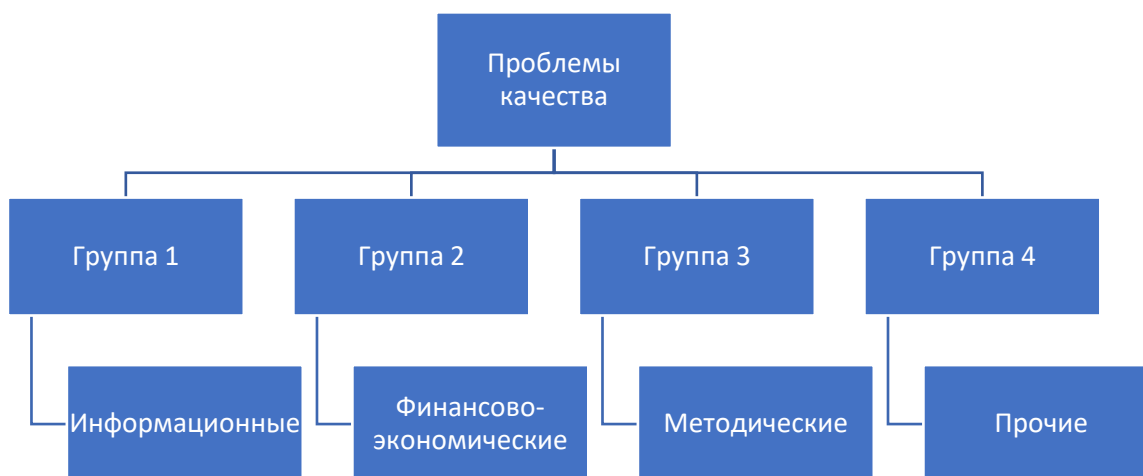 Проблемы
качества
Группа 1
Группа 2
Группа 3
Группа 4
Информационные
Финансово-
экономические
Методические
Прочие